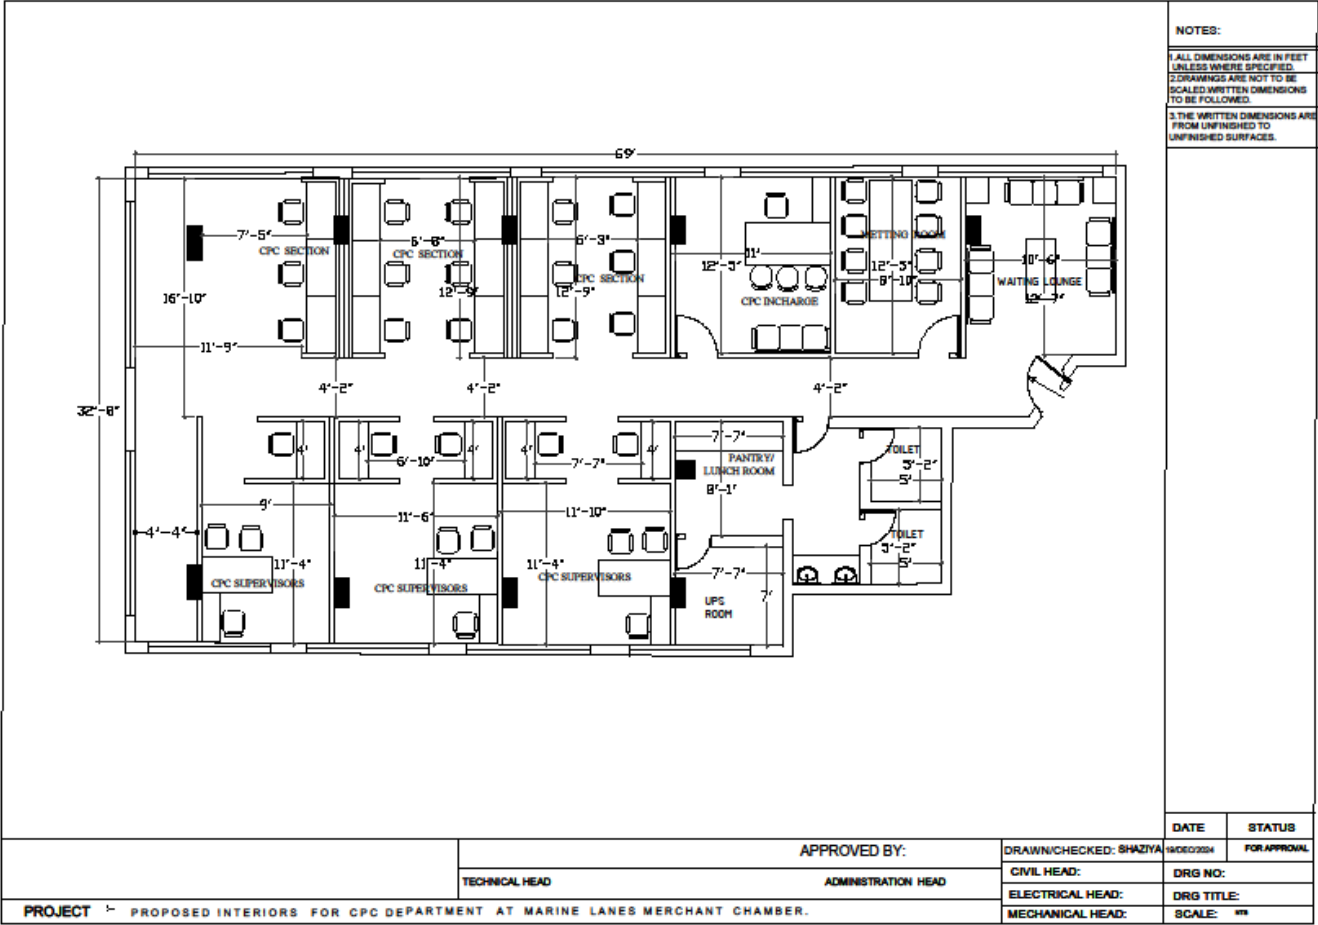 NOTES:
1.ALL DIMENSIONS ARE IN FEET
UNLESS WHERE SPECIFIED.
2.DRAWINGS ARE NOT TO BE
SCALED.WRITTEN DIMENSIONS
TO BE FOLLOWED.
3.THE WRITTEN DIMENSIONS ARE
FROM UNFINISHED TO
UNFINISHED SURFACES.
69'
7'-5"
CPC SECTION
6'-8"
CPC SECTION
6'-3"
CPC SECTION
11'
12'-5"
CPC INCHARGE
METTING ROOM
12'-5"
8'-10"
10'-6"
WAITING LOUNGE
16'-10"
12'-9"
12'-9"
11'-9"
4'-2"
4'-2"
4'-2"
32'-8"
4'
4'
6'-10"
4'
4'
7'-7"
4'
7'-7"
PANTRY/
LUNCH ROOM
8'-1"
TOILET
5'-2"
5'
9'
11'-6"
11'-10"
4'-4"
11'-4"
CPC SUPERVISORS
11'-4"
CPC SUPERVISORS
11'-4"
CPC SUPERVISORS
7'-7"
7'
UPS
ROOM
TOILET
5'-2"
5'
DATE
STATUS
APPROVED BY:
DRAWN/CHECKED: SHAZIYA
19/DEC/2024
FOR APPROVAL
TECHNICAL HEAD
ADMINISTRATION HEAD
CIVIL HEAD:
DRG NO:
ELECTRICAL HEAD:
DRG TITLE:
PROJECT :- PROPOSED INTERIORS FOR CPC DEPARTMENT AT MARINE LANES MERCHANT CHAMBER.
MECHANICAL HEAD:
SCALE: NTS